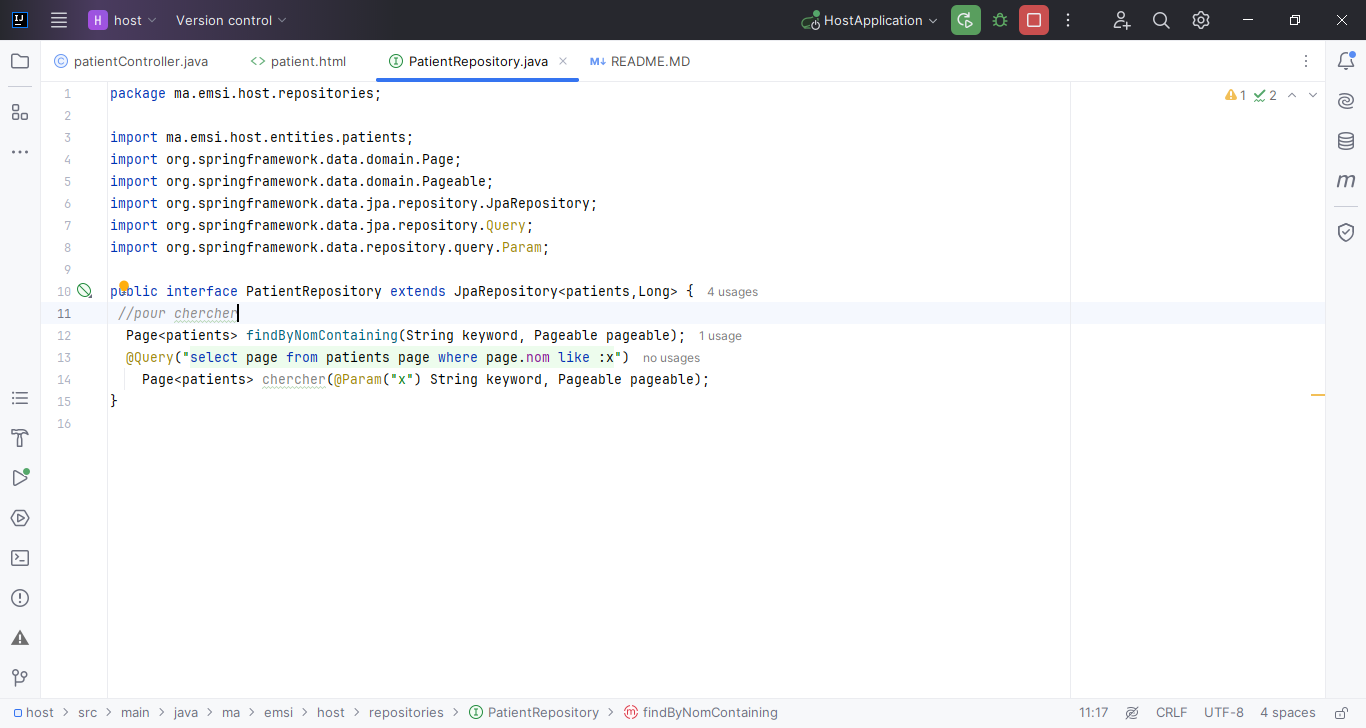 H host Version control HostApplication
patientController.java patient.html PatientRepository.java README.MD
1 package ma.emsi.host.repositories; 1 2
2
3 import ma.emsi.host.entities.patients;
4 import org.springframework.data.domain.Page;
5 import org.springframework.data.domain.Pageable;
6 import org.springframework.data.jpa.repository.JpaRepository;
7 import org.springframework.data.jpa.repository.Query;
8 import org.springframework.data.repository.query.Param;
9
10 public interface PatientRepository extends JpaRepository<patients,Long> { 4 usages
11 //pour chercher
12 Page<patients> findByNomContaining(String keyword, Pageable pageable); 1 usage
13 @Query("select page from patients page where page.nom like :x") no usages
14 Page<patients> chercher(@Param("x") String keyword, Pageable pageable);
15 }
16
host > src > main > java > ma > emsi > host > repositories > PatientRepository > findByNomContaining 11:17 CRLF UTF-8 4 spaces